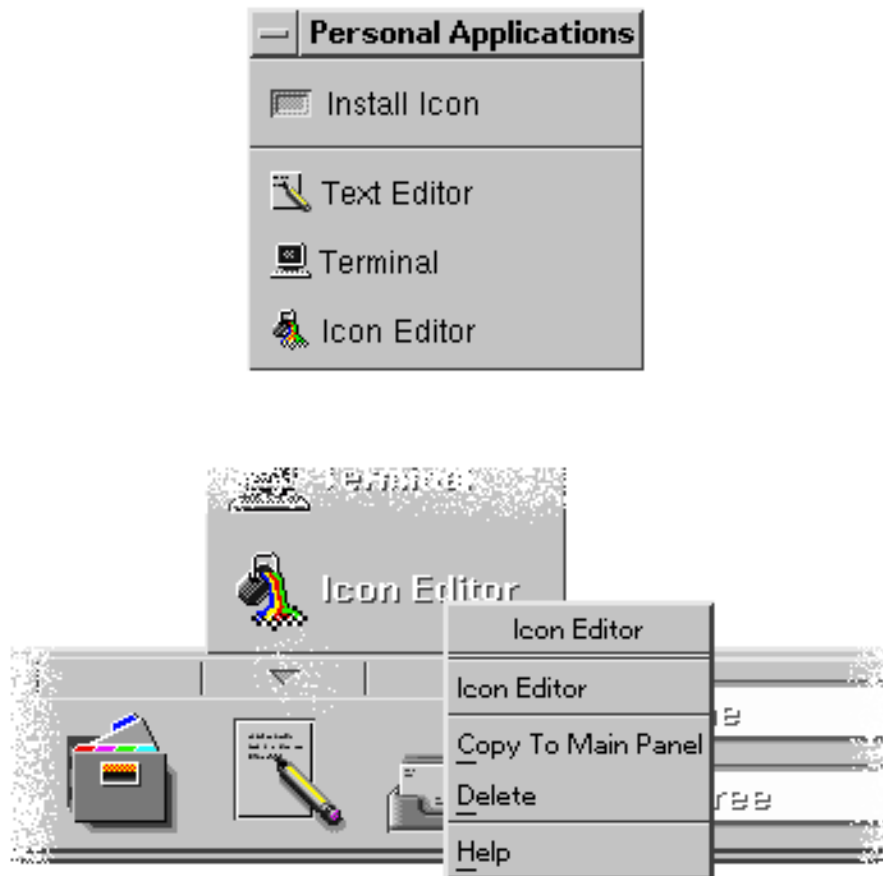 Personal Applications
Install Icon
Text Editor
Terminal
Icon Editor
Terminal
Icon Editor
Icon Editor
Icon Editor
Copy To Main Panel
Delete
Help